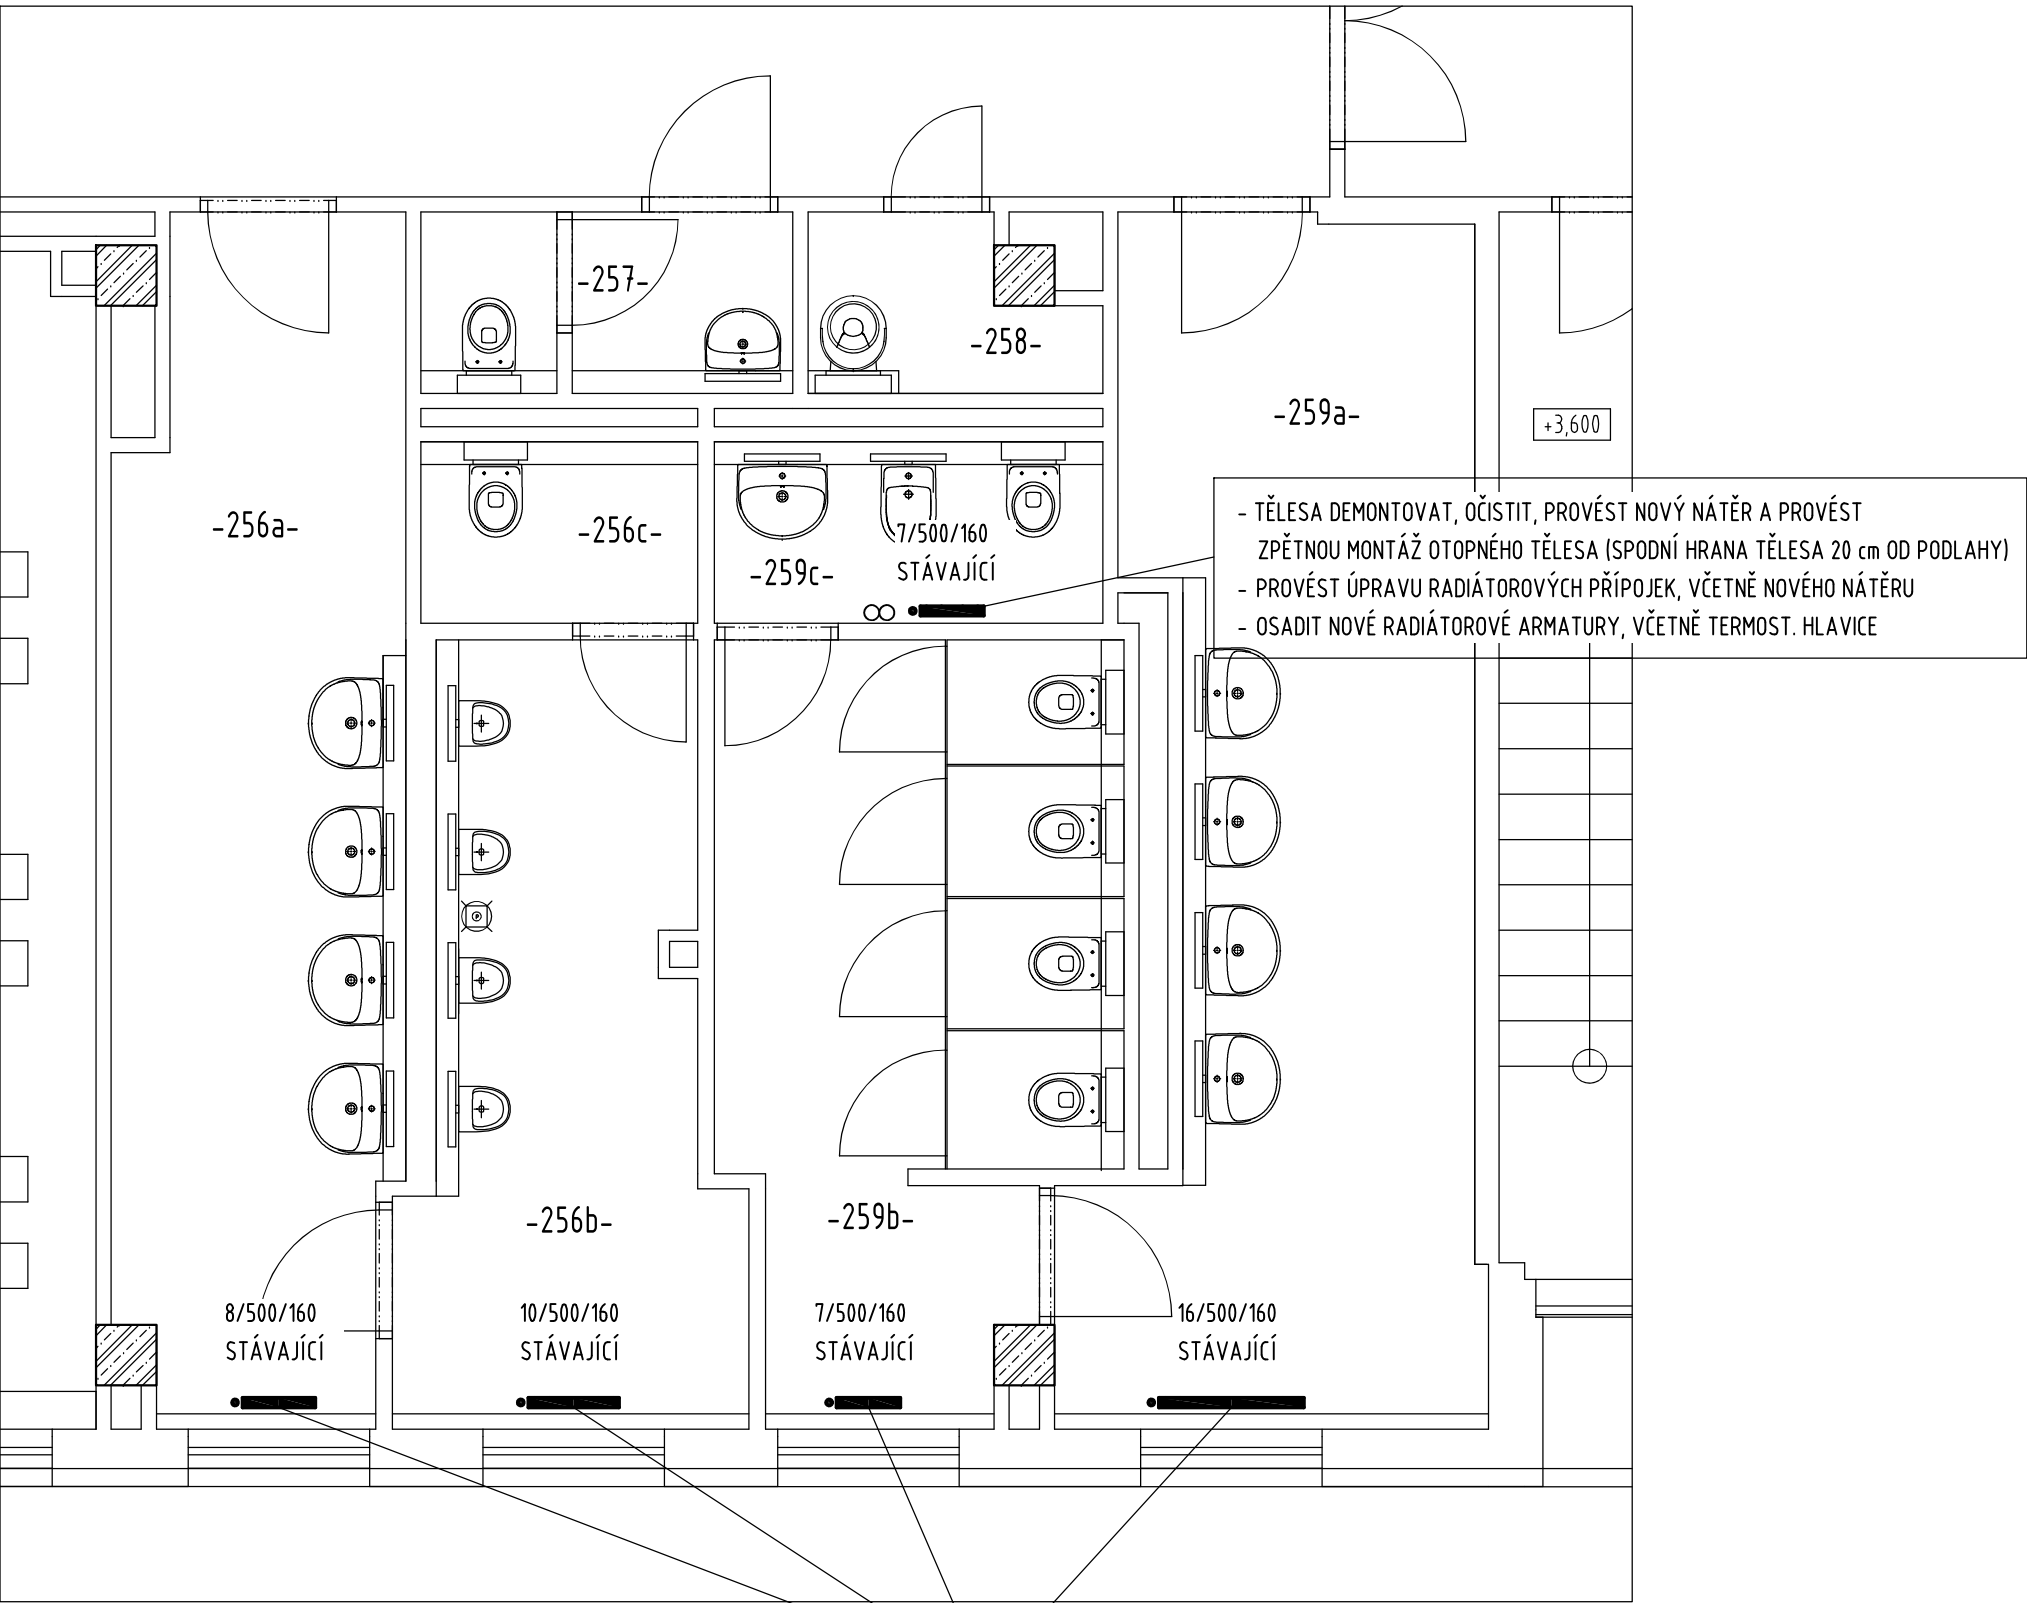 -257-
-258-
-259a-
+3,600
-256a-
-256c-
-259c-
7/500/160
STÁVAJÍCÍ
- TĚLESA DEMONTOVAT, OČISTIT, PROVÉST NOVÝ NÁTĚR A PROVÉST
ZPĚTNOU MONTÁŽ OTOPNÉHO TĚLESA (SPODNÍ HRANA TĚLESA 20 cm OD PODLAHY)
- PROVÉST ÚPRAVU RADIÁTOROVÝCH PŘÍPOJEK, VČETNĚ NOVÉHO NÁTĚRU
- OSADIT NOVÉ RADIÁTOROVÉ ARMATURY, VČETNĚ TERMOST. HLAVICE
-256b-
-259b-
8/500/160
STÁVAJÍCÍ
10/500/160
STÁVAJÍCÍ
7/500/160
STÁVAJÍCÍ
16/500/160
STÁVAJÍCÍ